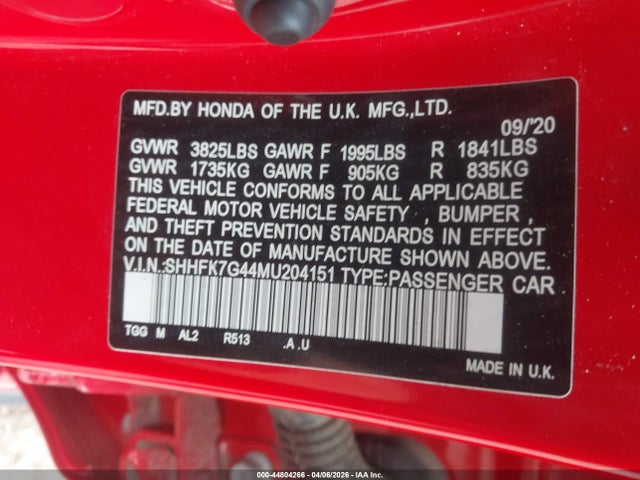 MFD.BY HONDA OF THE U.K. MFG.,LTD.
09/'20
GVWR 3825LBS GAWR F 1995LBS R 1841LBS
GVWR 1735KG GAWR F 905KG R 835KG
THIS VEHICLE CONFORMS TO ALL APPLICABLE
FEDERAL MOTOR VEHICLE SAFETY , BUMPER ,
AND THEFT PREVENTION STANDARDS IN EFFECT
ON THE DATE OF MANUFACTURE SHOWN ABOVE.
V.I.N.:SHHFK7G44MU204151 TYPE:PASSENGER CAR
TGG M AL2 R513 .A .U
MADE IN U.K.
000-44804266 - 04/06/2026 - IAA Inc.